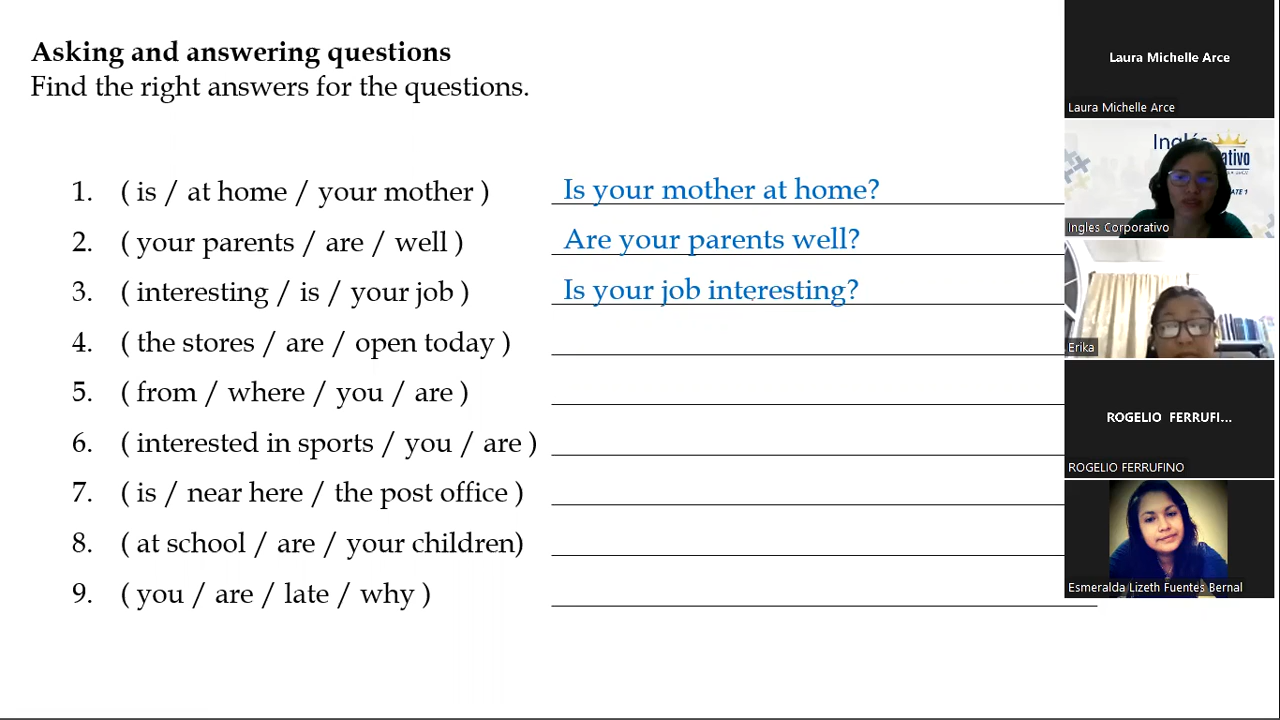 Asking and answering questions
Find the right answers for the questions.
1. ( is / at home / your mother ) Is your mother at home?
2. ( your parents / are / well ) Are your parents well?
3. ( interesting / is / your job ) Is your job interesting?
4. ( the stores / are / open today )
5. ( from / where / you / are )
6. ( interested in sports / you / are )
7. ( is / near here / the post office )
8. ( at school / are / your children)
9. ( you / are / late / why )
Laura Michelle Arce
Laura Michelle Arce
Ingles Corporativo
Erika
ROGELIO FERRUFI...
ROGELIO FERRUFINO
Esmeralda Lizeth Fuentes Bernal